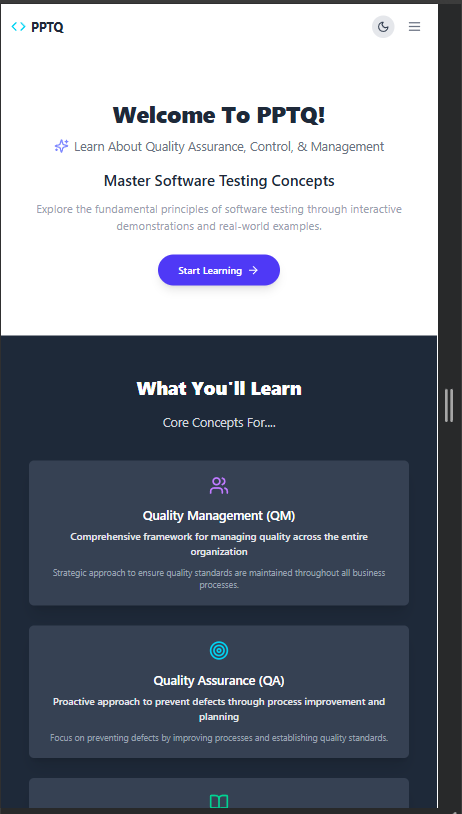 PPTQ
Welcome To PPTQ!
Learn About Quality Assurance, Control, & Management
Master Software Testing Concepts
Explore the fundamental principles of software testing through interactive
demonstrations and real-world examples.
Start Learning
What You'll Learn
Core Concepts For....
Quality Management (QM)
Comprehensive framework for managing quality across the entire
organization
Strategic approach to ensure quality standards are maintained throughout all business
processes.
Quality Assurance (QA)
Proactive approach to prevent defects through process improvement and
planning
Focus on preventing defects by improving processes and establishing quality standards.